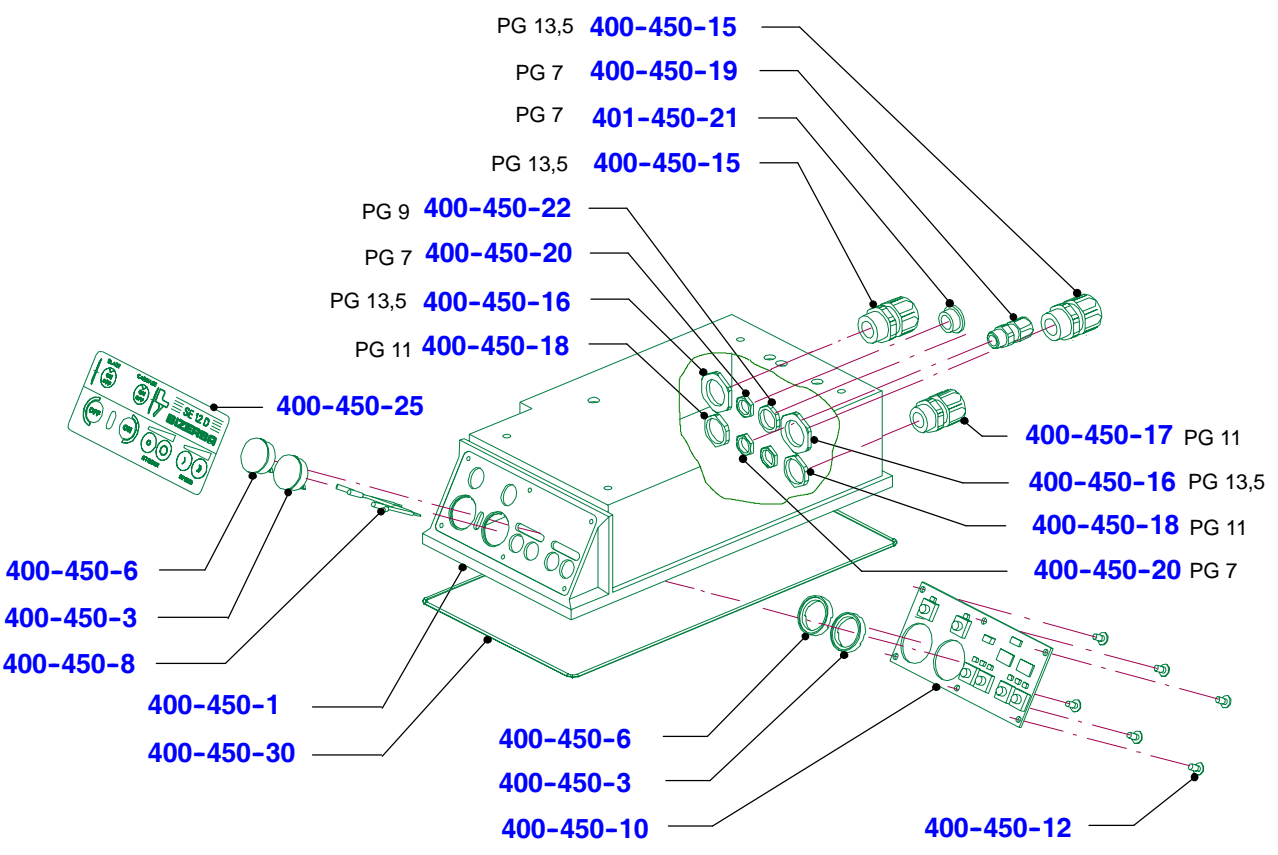 PG 13,5 400-450-15
PG 7 400-450-19
PG 7 401-450-21
PG 13,5 400-450-15
PG 9 400-450-22
PG 7 400-450-20
PG 13,5 400-450-16
PG 11 400-450-18
SE 12 D
BIZERBA
OFF
ON
400-450-25
400-450-17 PG 11
400-450-16 PG 13,5
400-450-18 PG 11
400-450-20 PG 7
400-450-6
400-450-3
400-450-8
400-450-1
400-450-30
400-450-6
400-450-3
400-450-10
400-450-12